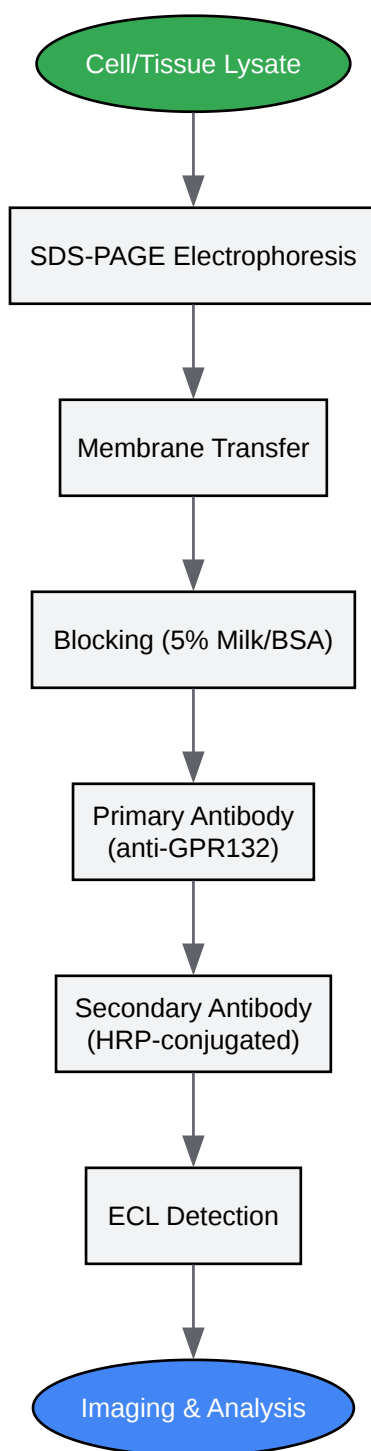 Cell/Tissue Lysate
SDS-PAGE Electrophoresis
Membrane Transfer
Blocking (5% Milk/BSA)
Primary Antibody
(anti-GPR132)
Secondary Antibody
(HRP-conjugated)
ECL Detection
Imaging & Analysis